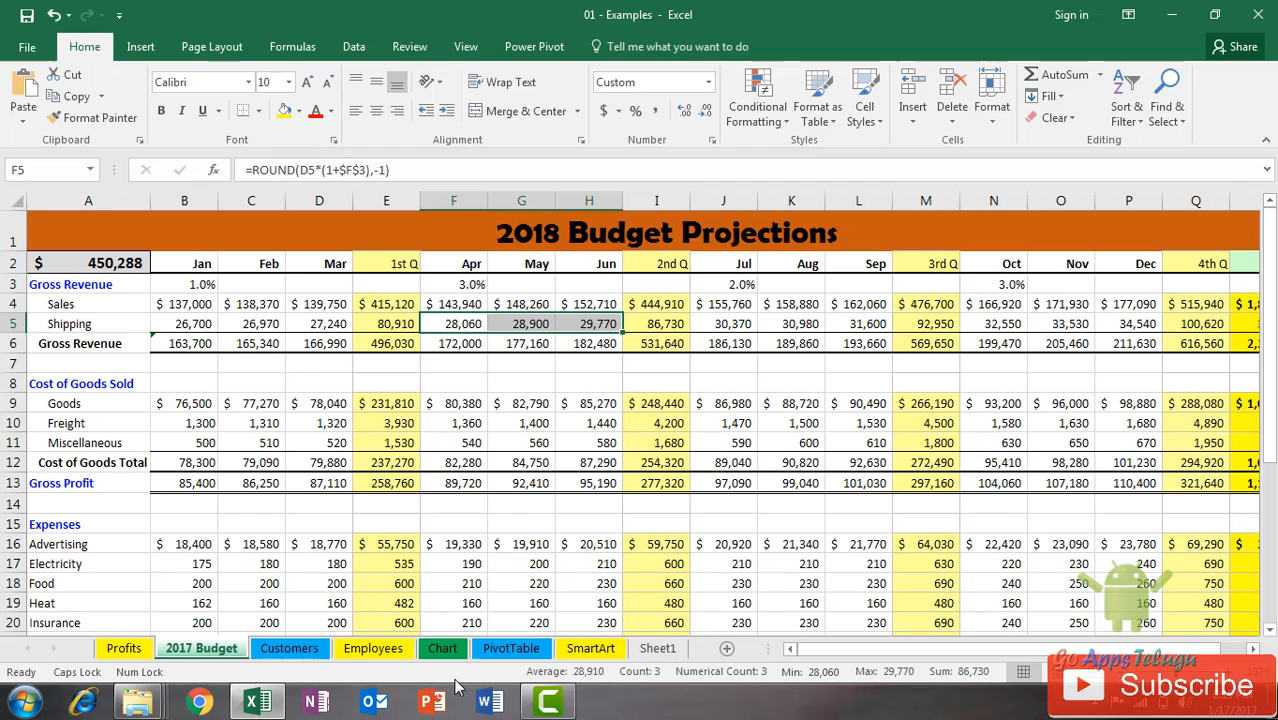 01 - Examples - Excel
Sign in
File Home Insert Page Layout Formulas Data Review View Power Pivot Tell me what you want to do Share
Paste Cut Copy Format Painter Clipboard
Calibri 10 B I U A Font
Wrap Text Merge & Center Alignment
Custom $ % , Number
Conditional Formatting Format as Table Cell Styles Styles
Insert Delete Format Cells
AutoSum Fill Clear Sort & Filter Find & Select Editing
F5 fx =ROUND(D5*(1+$F$3),-1)
A B C D E F G H I J K L M N O P Q
1 2018 Budget Projections
2 $ 450,288 Jan Feb Mar 1st Q Apr May Jun 2nd Q Jul Aug Sep 3rd Q Oct Nov Dec 4th Q
3 Gross Revenue 1.0% 3.0% 2.0% 3.0%
4 Sales $ 137,000 $ 138,370 $ 139,750 $ 415,120 $ 143,940 $ 148,260 $ 152,710 $ 444,910 $ 155,760 $ 158,880 $ 162,060 $ 476,700 $ 166,920 $ 171,930 $ 177,090 $ 515,940 $
5 Shipping 26,700 26,970 27,240 80,910 28,060 28,900 29,770 86,730 30,370 30,980 31,600 92,950 32,550 33,530 34,540 100,620
6 Gross Revenue 163,700 165,340 166,990 496,030 172,000 177,160 182,480 531,640 186,130 189,860 193,660 569,650 199,470 205,460 211,630 616,560
7
8 Cost of Goods Sold
9 Goods $ 76,500 $ 77,270 $ 78,040 $ 231,810 $ 80,380 $ 82,790 $ 85,270 $ 248,440 $ 86,980 $ 88,720 $ 90,490 $ 266,190 $ 93,200 $ 96,000 $ 98,880 $ 288,080 $
10 Freight 1,300 1,310 1,320 3,930 1,360 1,400 1,440 4,200 1,470 1,500 1,530 4,500 1,580 1,630 1,680 4,890
11 Miscellaneous 500 510 520 1,530 540 560 580 1,680 590 600 610 1,800 630 650 670 1,950
12 Cost of Goods Total 78,300 79,090 79,880 237,270 82,280 84,750 87,290 254,320 89,040 90,820 92,630 272,490 95,410 98,280 101,230 294,920
13 Gross Profit 85,400 86,250 87,110 258,760 89,720 92,410 95,190 277,320 97,090 99,040 101,030 297,160 104,060 107,180 110,400 321,640
14
15 Expenses
16 Advertising $ 18,400 $ 18,580 $ 18,770 $ 55,750 $ 19,330 $ 19,910 $ 20,510 $ 59,750 $ 20,920 $ 21,340 $ 21,770 $ 64,030 $ 22,420 $ 23,090 $ 23,780 $ 69,290 $
17 Electricity 175 180 180 535 190 200 210 600 210 210 210 630 220 230 240 690
18 Food 200 200 200 600 210 220 230 660 230 230 230 690 240 250 260 750
19 Heat 162 160 160 482 160 160 160 480 160 160 160 480 160 160 160 480
20 Insurance 200 200 200 600 210 220 230 660 230 230 230 690 240 250 260 750
Profits 2017 Budget Customers Employees Chart PivotTable SmartArt Sheet1
Ready Caps Lock Num Lock Average: 28,910 Count: 3 Numerical Count: 3 Min: 28,060 Max: 29,770 Sum: 86,730
Go Apps Telugu
Subscribe
1/17/2017